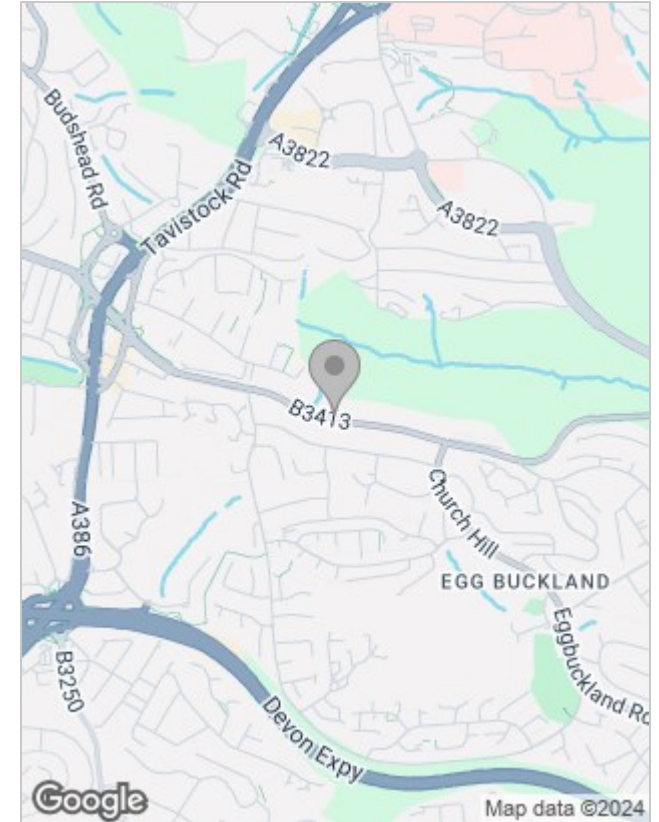 Budshead Rd
A3822
Tavistock Rd
A3822
B3413
Church Hill
A386
EGG BUCKLAND
Eggbuckland Rd
B3250
Devon Expy
Google
Map data ©2024